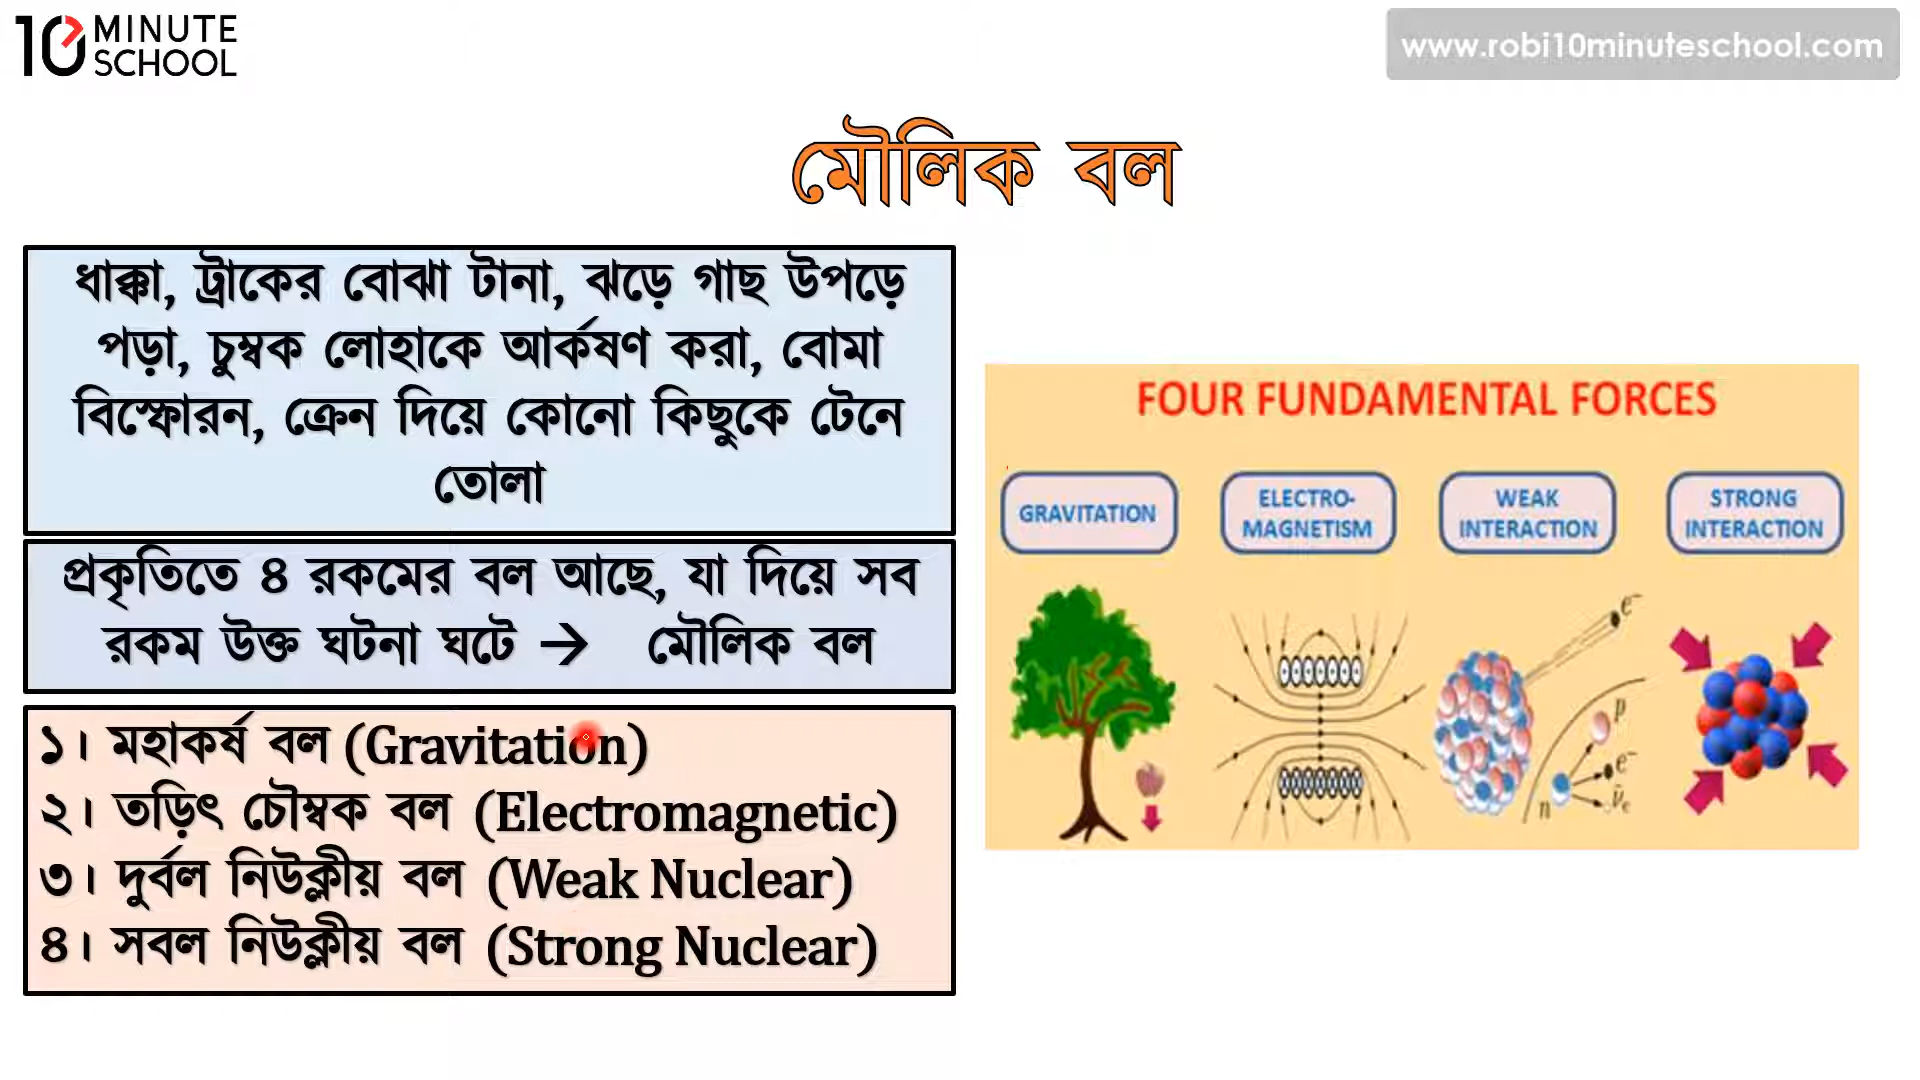 10 MINUTE
SCHOOL
www.robi10minuteschool.com
মৌলিক বল
ধাক্কা, ট্রাকের বোঝা টানা, ঝড়ে গাছ উপড়ে
পড়া, চুম্বক লোহাকে আর্কষণ করা, বোমা
বিস্ফোরন, ক্রেন দিয়ে কোনো কিছুকে টেনে
তোলা
প্রকৃতিতে ৪ রকমের বল আছে, যা দিয়ে সব
রকম উক্ত ঘটনা ঘটে → মৌলিক বল
১। মহাকর্ষ বল (Gravitation)
২। তড়িৎ চৌম্বক বল (Electromagnetic)
৩। দুর্বল নিউক্লীয় বল (Weak Nuclear)
৪। সবল নিউক্লীয় বল (Strong Nuclear)
FOUR FUNDAMENTAL FORCES
GRAVITATION
ELECTRO-
MAGNETISM
WEAK
INTERACTION
STRONG
INTERACTION
e⁻
p
e⁻
n